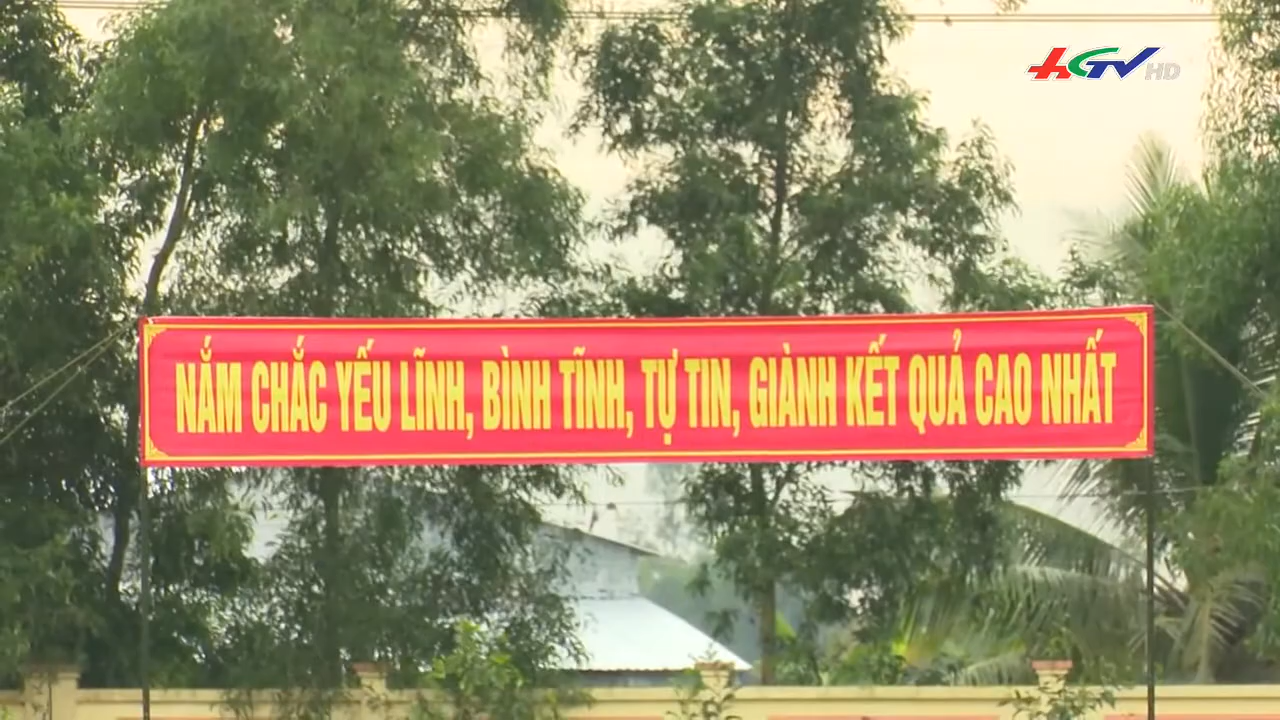 HGTV HD
NẮM CHẮC YẾU LĨNH, BÌNH TĨNH, TỰ TIN, GIÀNH KẾT QUẢ CAO NHẤT